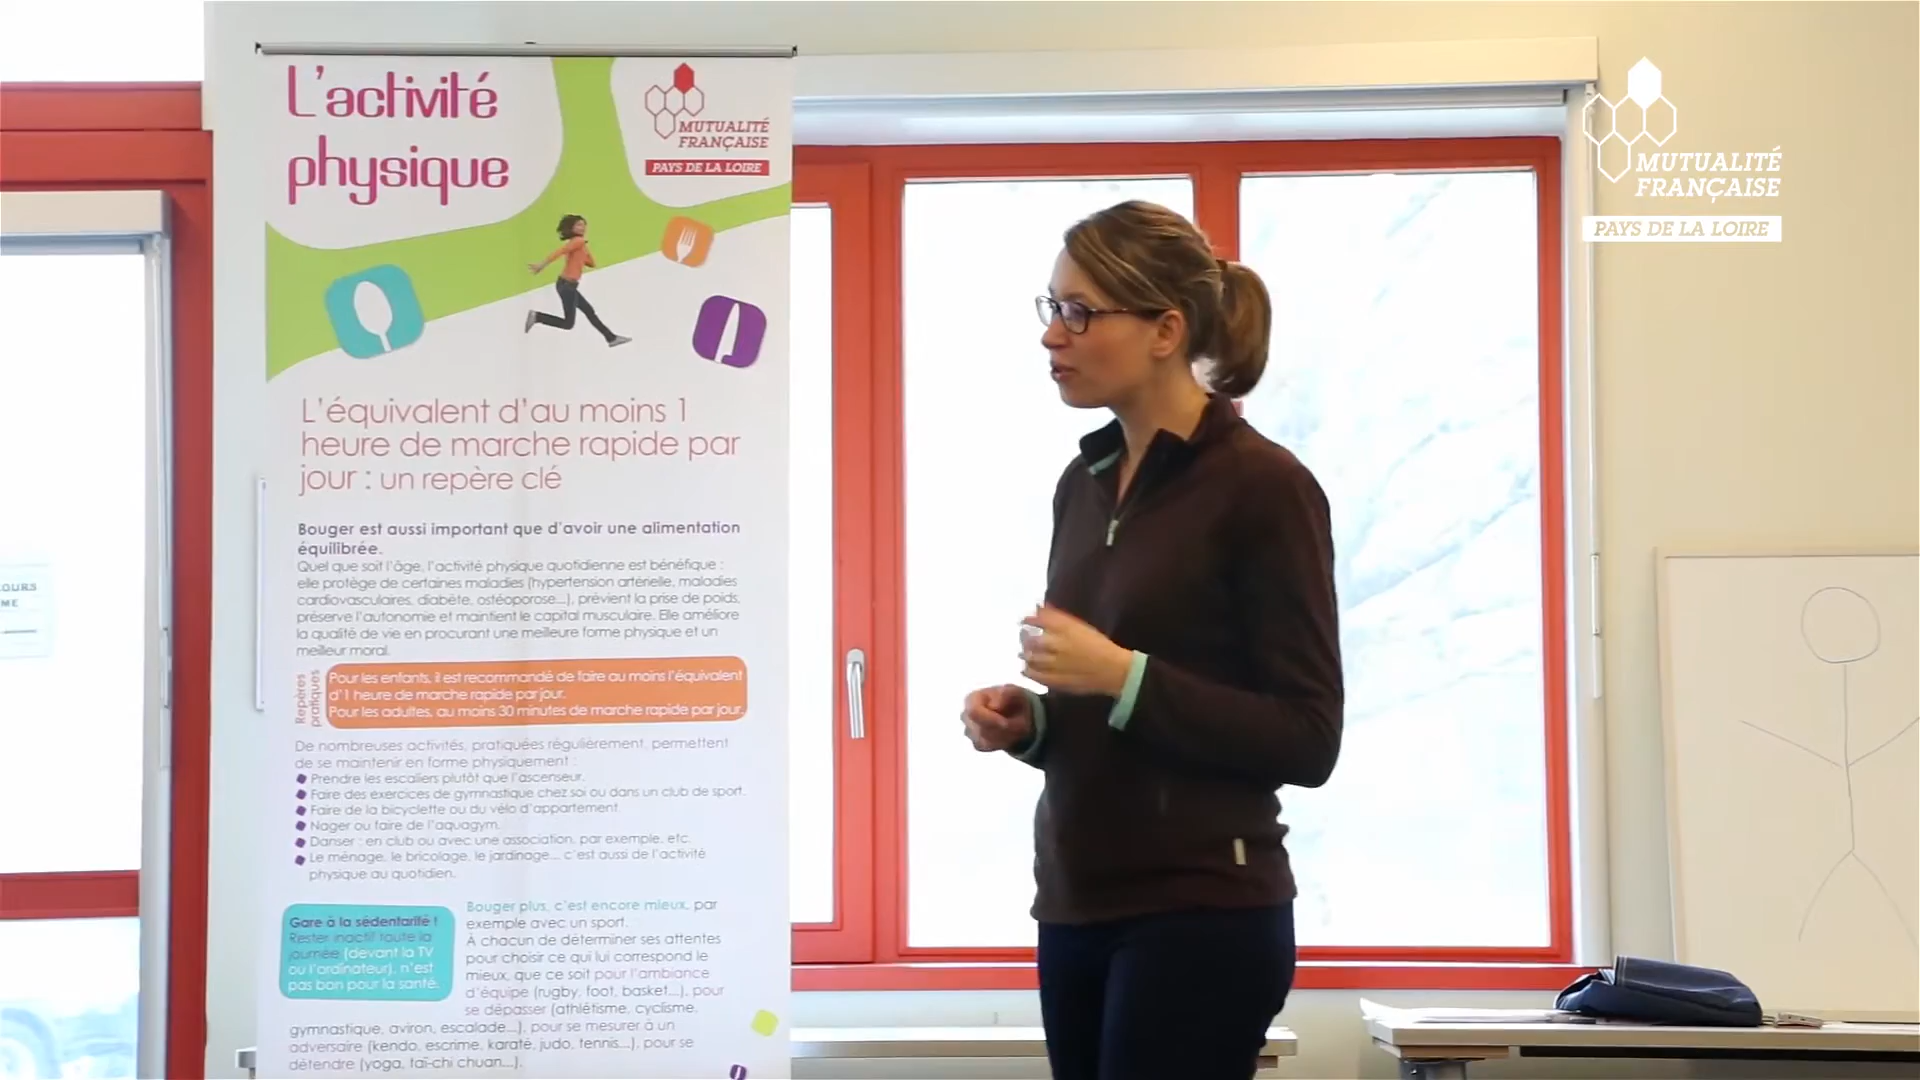 L'activité
physique
MUTUALITÉ
FRANÇAISE
PAYS DE LA LOIRE
L'équivalent d'au moins 1
heure de marche rapide par
jour : un repère clé
Bouger est aussi important que d'avoir une alimentation
équilibrée.
Quel que soit l'âge, l'activité physique quotidienne est bénéfique :
elle protège de certaines maladies (hypertension artérielle, maladies
cardiovasculaires, diabète, ostéoporose...), prévient la prise de poids,
préserve l'autonomie et maintient le capital musculaire. Elle améliore
la qualité de vie en procurant une meilleure forme physique et un
meilleur moral.
Repères
pratiques
Pour les enfants, il est recommandé de faire au moins l'équivalent
d'1 heure de marche rapide par jour.
Pour les adultes, au moins 30 minutes de marche rapide par jour.
De nombreuses activités, pratiquées régulièrement, permettent
de se maintenir en forme physiquement :
Prendre les escaliers plutôt que l'ascenseur.
Faire des exercices de gymnastique chez soi ou dans un club de sport.
Faire de la bicyclette ou du vélo d'appartement.
Nager ou faire de l'aquagym.
Danser : en club ou avec une association, par exemple, etc.
Le ménage, le bricolage, le jardinage... c'est aussi de l'activité
physique au quotidien.
Gare à la sédentarité !
Rester inactif toute la
journée (devant la TV
ou l'ordinateur), n'est
pas bon pour la santé.
Bouger plus, c'est encore mieux, par
exemple avec un sport.
À chacun de déterminer ses attentes
pour choisir ce qui lui correspond le
mieux, que ce soit pour l'ambiance
d'équipe (rugby, foot, basket...), pour
se dépasser (athlétisme, cyclisme,
gymnastique, aviron, escalade...), pour se mesurer à un
adversaire (kendo, escrime, karaté, judo, tennis...), pour se
détendre (yoga, taï-chi chuan...).
MUTUALITÉ
FRANÇAISE
PAYS DE LA LOIRE
OURS
ME